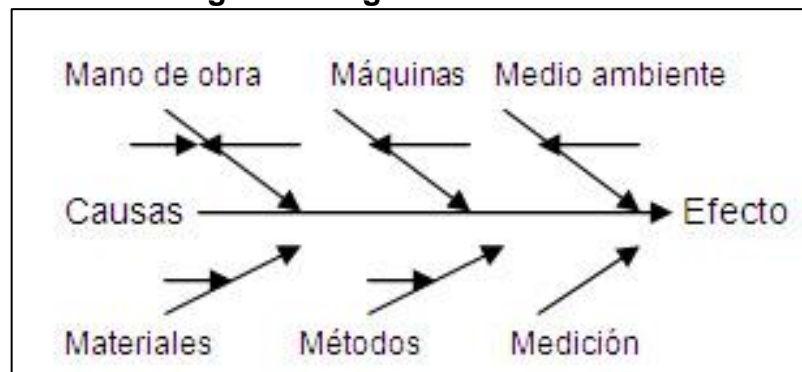 Mano de obra Máquinas Medio ambiente
Causas Efecto
Materiales Métodos Medición